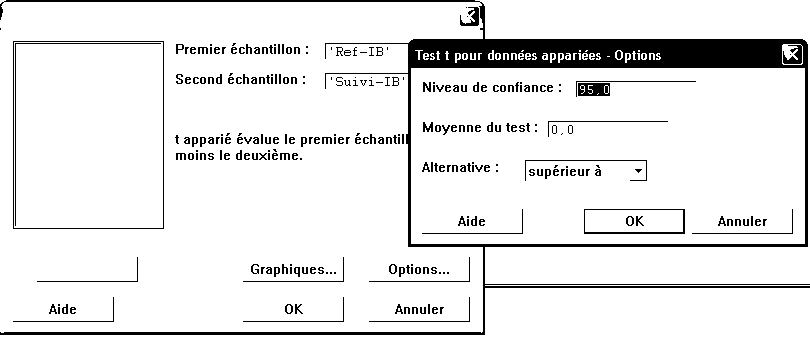 Premier échantillon :
'Ref-IB'
Second échantillon :
'Suivi-IB'
t apparié évalue le premier échantill
moins le deuxième.
Graphiques...
Options...
Aide
OK
Annuler
Test t pour données appariées - Options
Niveau de confiance :
95,0
Moyenne du test :
0,0
Alternative :
supérieur à
Aide
OK
Annuler